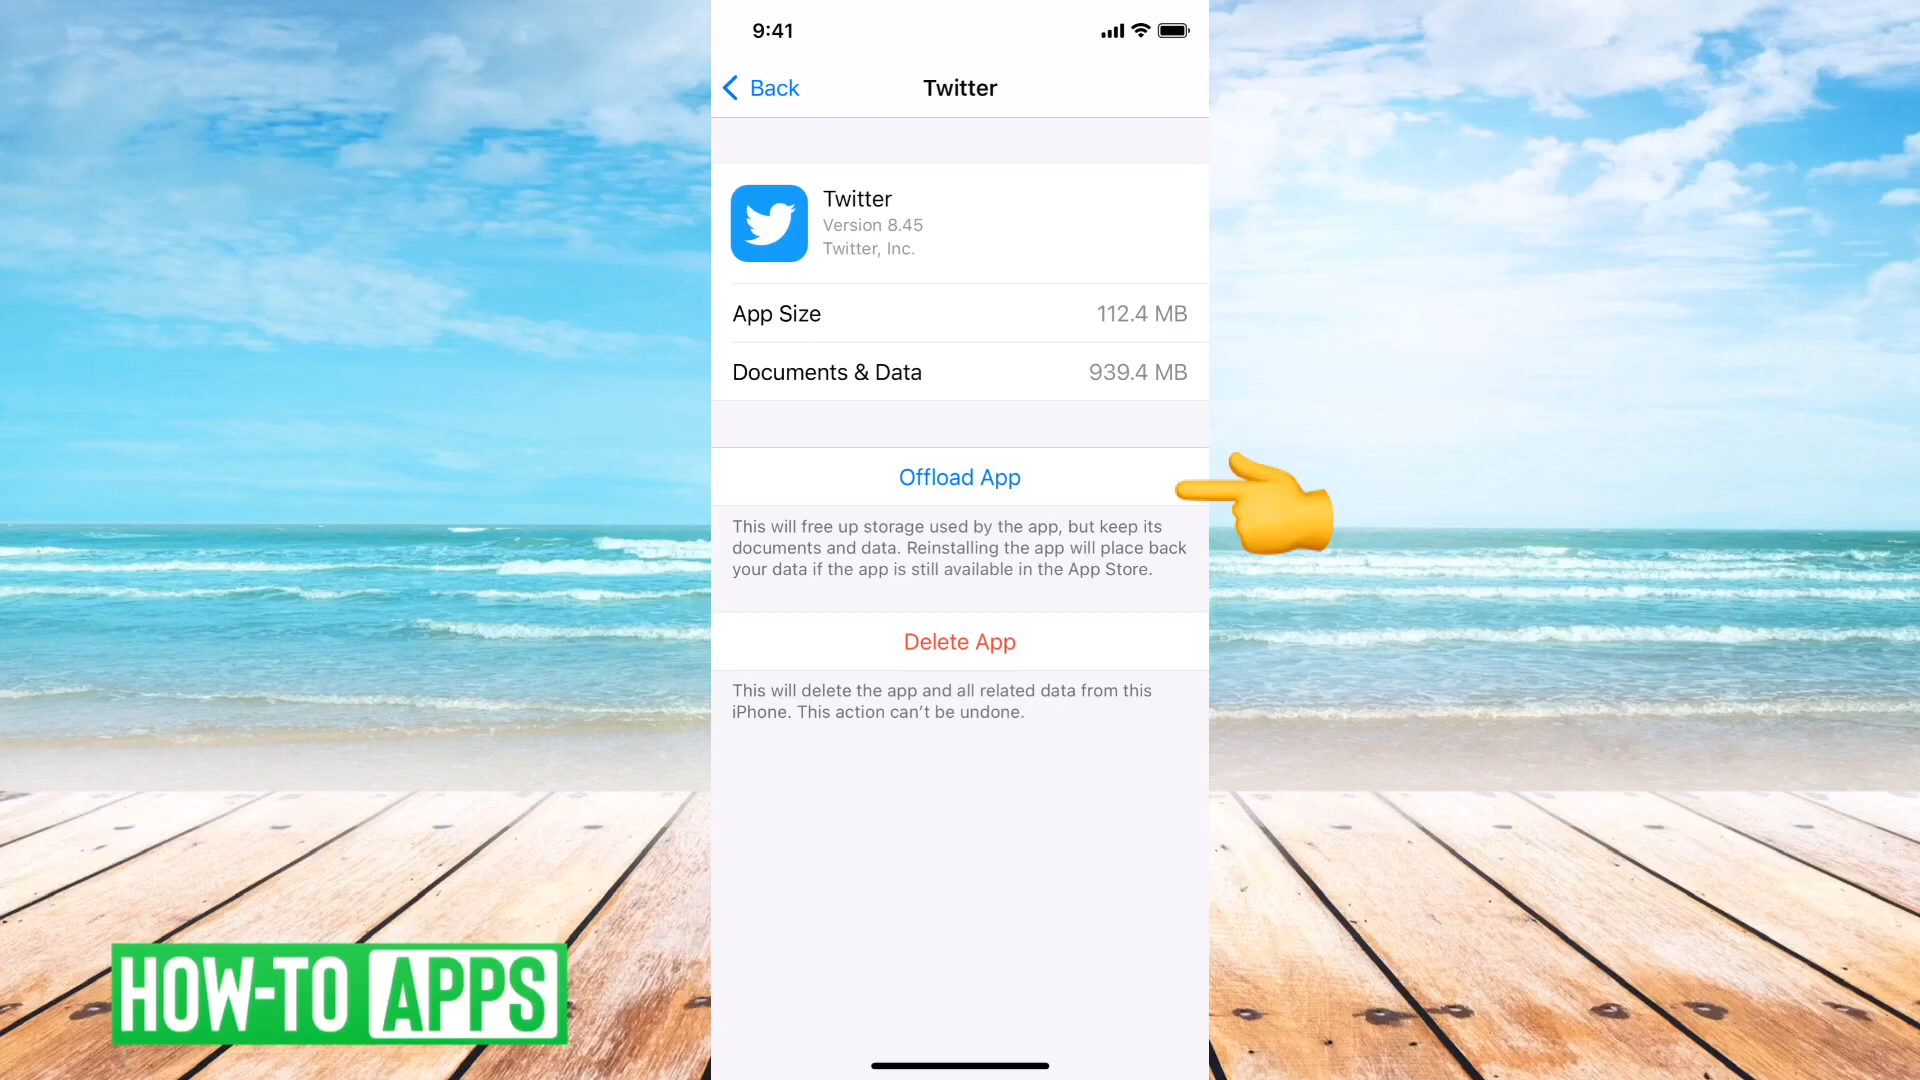 9:41
Back
Twitter
Twitter
Version 8.45
Twitter, Inc.
App Size
112.4 MB
Documents & Data
939.4 MB
Offload App
This will free up storage used by the app, but keep its
documents and data. Reinstalling the app will place back
your data if the app is still available in the App Store.
Delete App
This will delete the app and all related data from this
iPhone. This action can’t be undone.
HOW-TO APPS